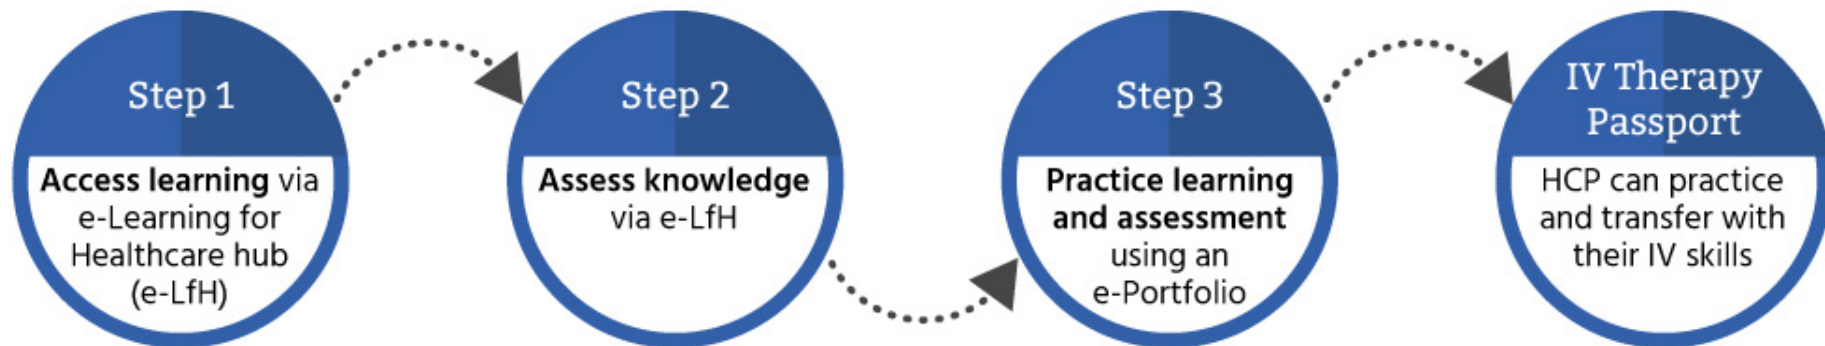 Step 1
Access learning via
e-Learning for
Healthcare hub
(e-LfH)
Step 2
Assess knowledge
via e-LfH
Step 3
Practice learning
and assessment
using an
e-Portfolio
IV Therapy
Passport
HCP can practice
and transfer with
their IV skills